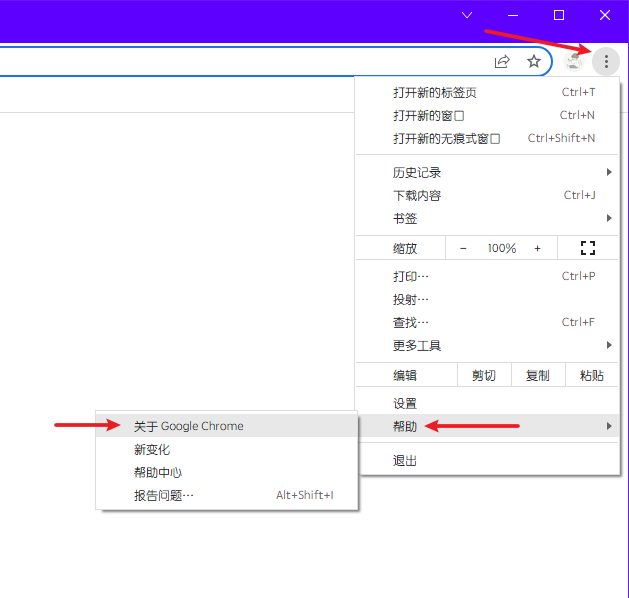 打开新的标签页 Ctrl+T
打开新的窗口 Ctrl+N
打开新的无痕式窗口 Ctrl+Shift+N
历史记录
下载内容 Ctrl+J
书签
缩放 − 100% +
打印… Ctrl+P
投射…
查找… Ctrl+F
更多工具
编辑 剪切 复制 粘贴
设置
帮助
退出
关于 Google Chrome
新变化
帮助中心
报告问题… Alt+Shift+I